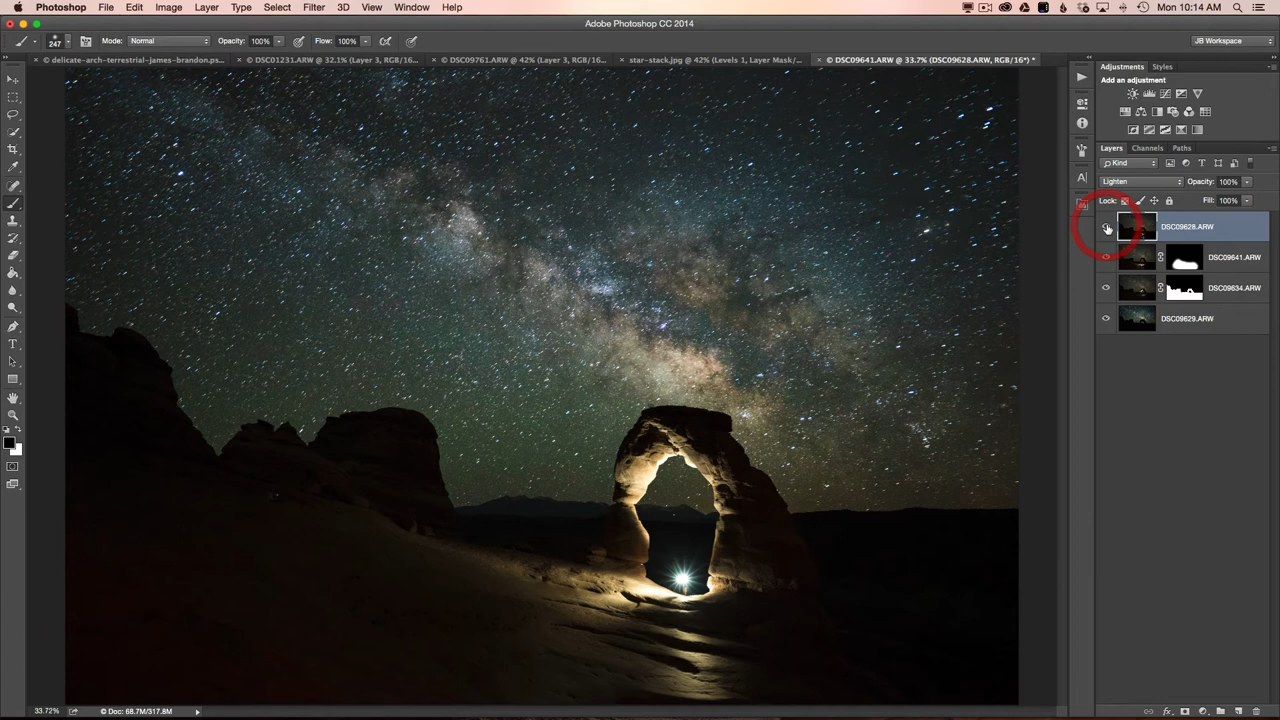 Photoshop File Edit Image Layer Type Select Filter 3D View Window Help Mon 10:14 AM
Adobe Photoshop CC 2014
247 Mode: Normal Opacity: 100% Flow: 100% JB Workspace
× © delicate-arch-terrestrial-james-brandon.ps... × © DSC01231.ARW @ 32.1% (Layer 3, RGB/16... × © DSC09761.ARW @ 42% (Layer 3, RGB/16... × star-stack.jpg @ 42% (Levels 1, Layer Mask/... × © DSC09641.ARW @ 33.7% (DSC09628.ARW, RGB/16*) *
Adjustments Styles
Add an adjustment
Layers Channels Paths
Kind
Lighten Opacity: 100%
Lock: Fill: 100%
DSC09628.ARW
DSC09641.ARW
DSC09634.ARW
DSC09629.ARW
33.72% © Doc: 68.7M/317.8M